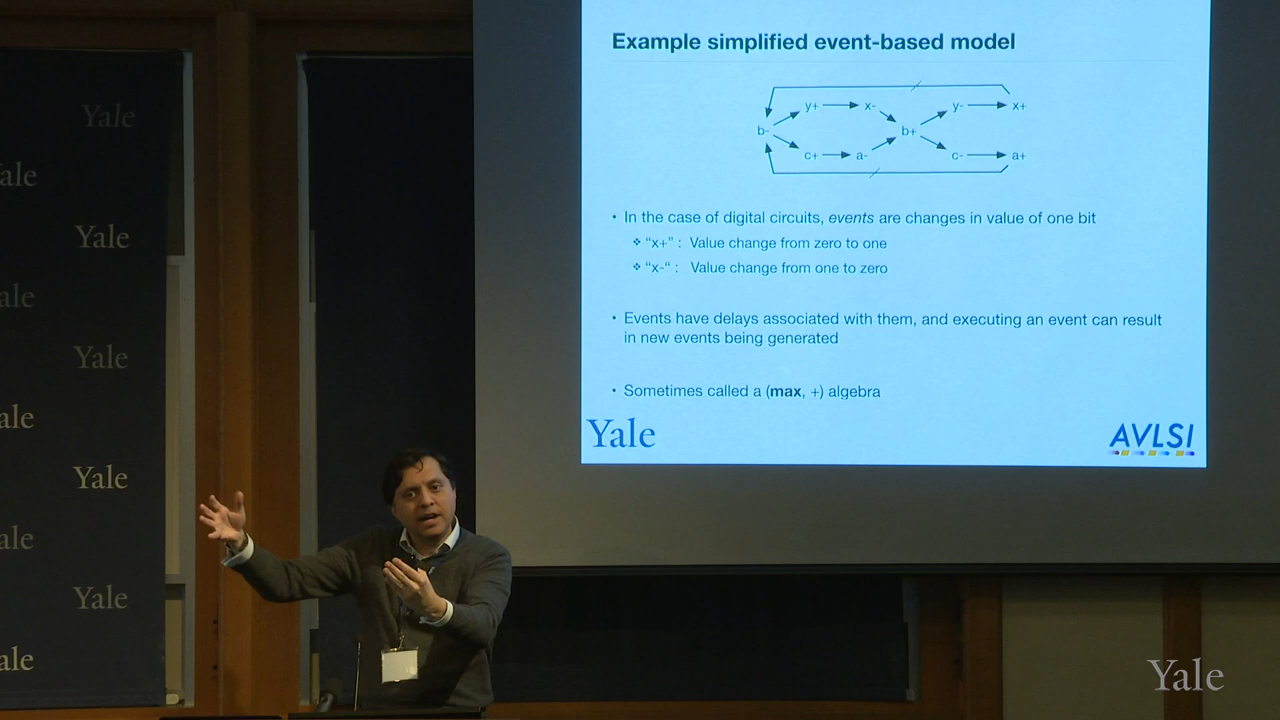 Example simplified event-based model
y+ x- y- x+
b- b+
c+ a- c- a+
• In the case of digital circuits, events are changes in value of one bit
❖ “x+” : Value change from zero to one
❖ “x-“ : Value change from one to zero
• Events have delays associated with them, and executing an event can result
in new events being generated
• Sometimes called a (max, +) algebra
Yale
AVLSI
Yale
ale
Yale
ale
Yale
ale
Yale
ale
Yale
ale
Yale